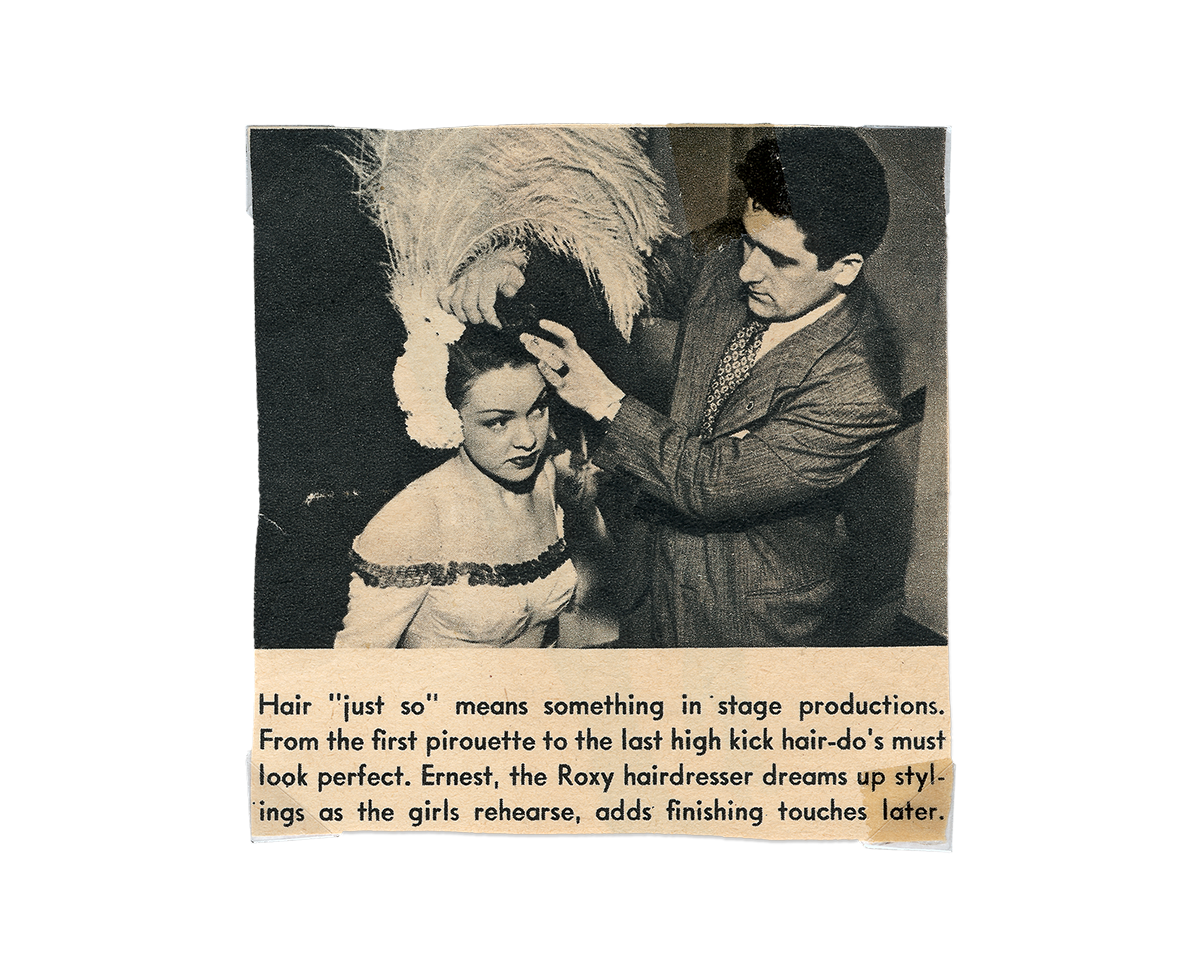 Hair "just so" means something in stage productions.
From the first pirouette to the last high kick hair-do's must
look perfect. Ernest, the Roxy hairdresser dreams up styl-
ings as the girls rehearse, adds finishing touches later.